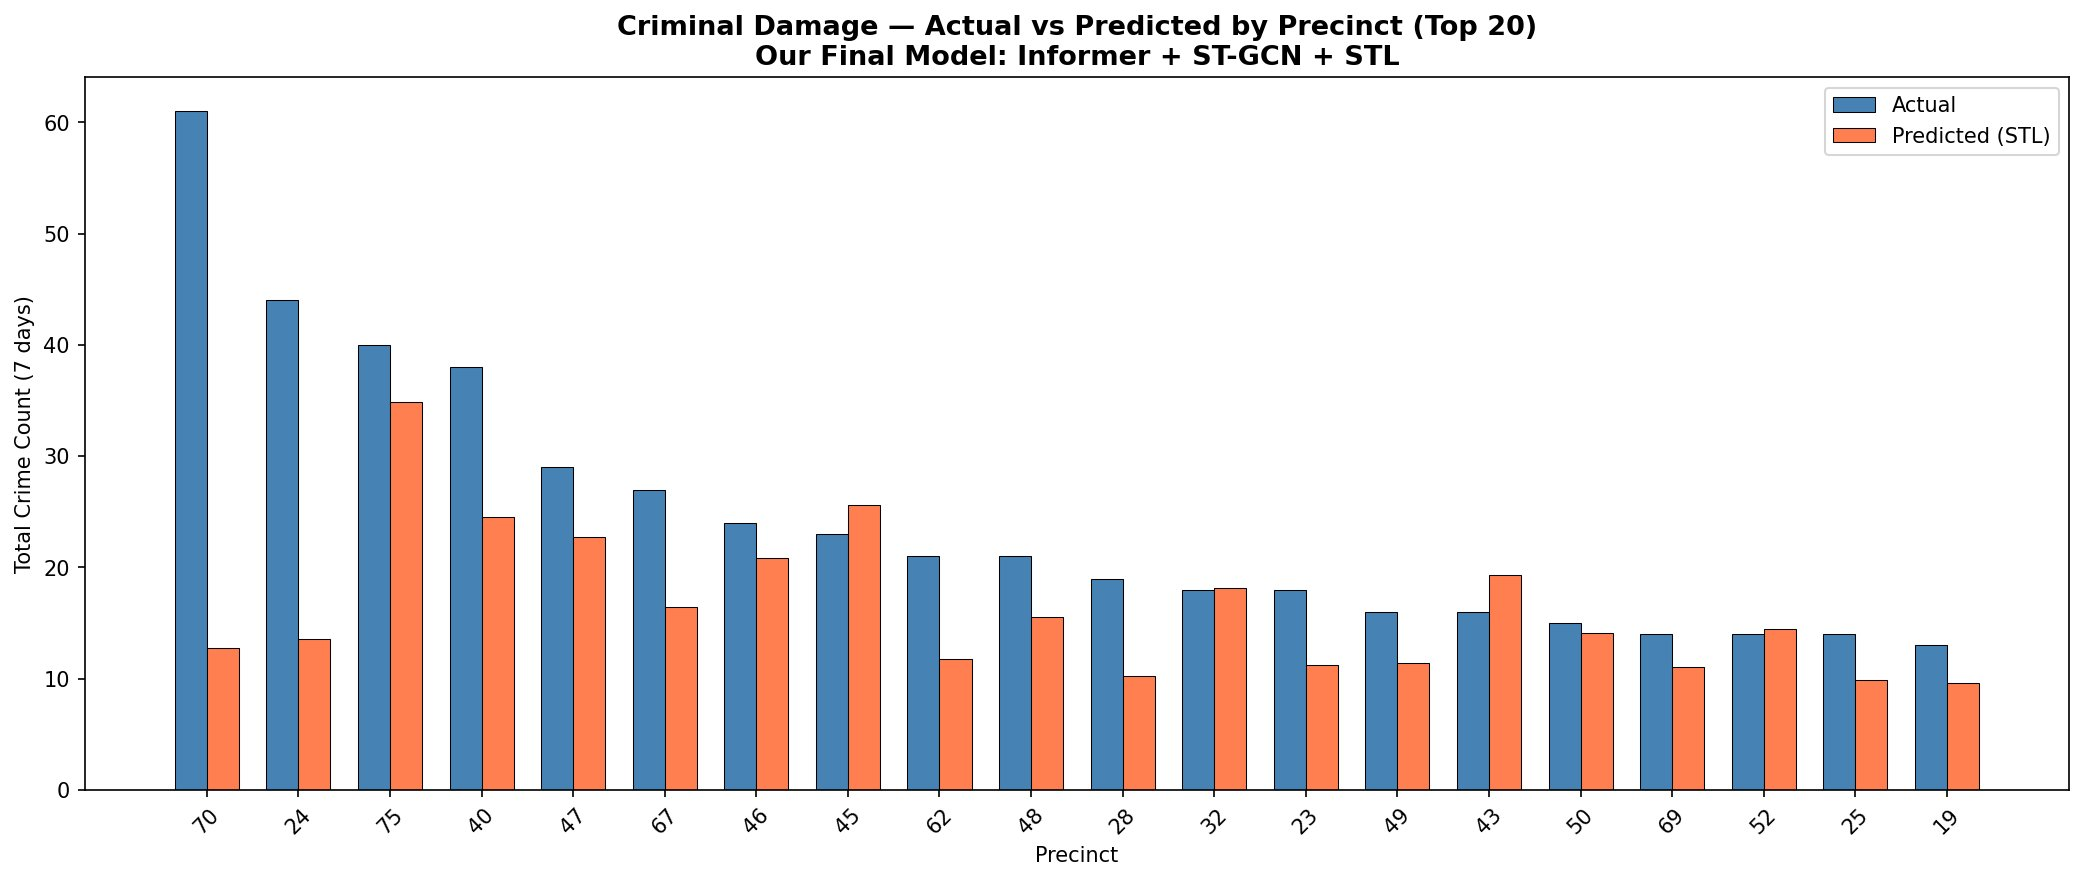 Criminal Damage — Actual vs Predicted by Precinct (Top 20)
Our Final Model: Informer + ST-GCN + STL
Actual
Predicted (STL)
Total Crime Count (7 days)
60
50
40
30
20
10
0
70 24 75 40 47 67 46 45 62 48 28 32 23 49 43 50 69 52 25 19
Precinct